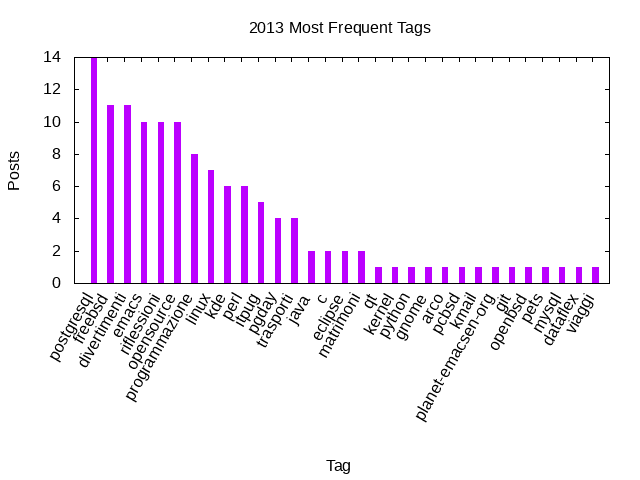 2013 Most Frequent Tags
Posts
14
12
10
8
6
4
2
0
postgresql
freebsd
divertimenti
emacs
riflessioni
opensource
programmazione
linux
kde
perl
itpug
pgday
trasporti
java
c
eclipse
matrimoni
qt
kernel
python
gnome
arco
pcbsd
kmail
planet-emacsen-org
git
openbsd
pets
mysql
dataflex
viaggi
Tag